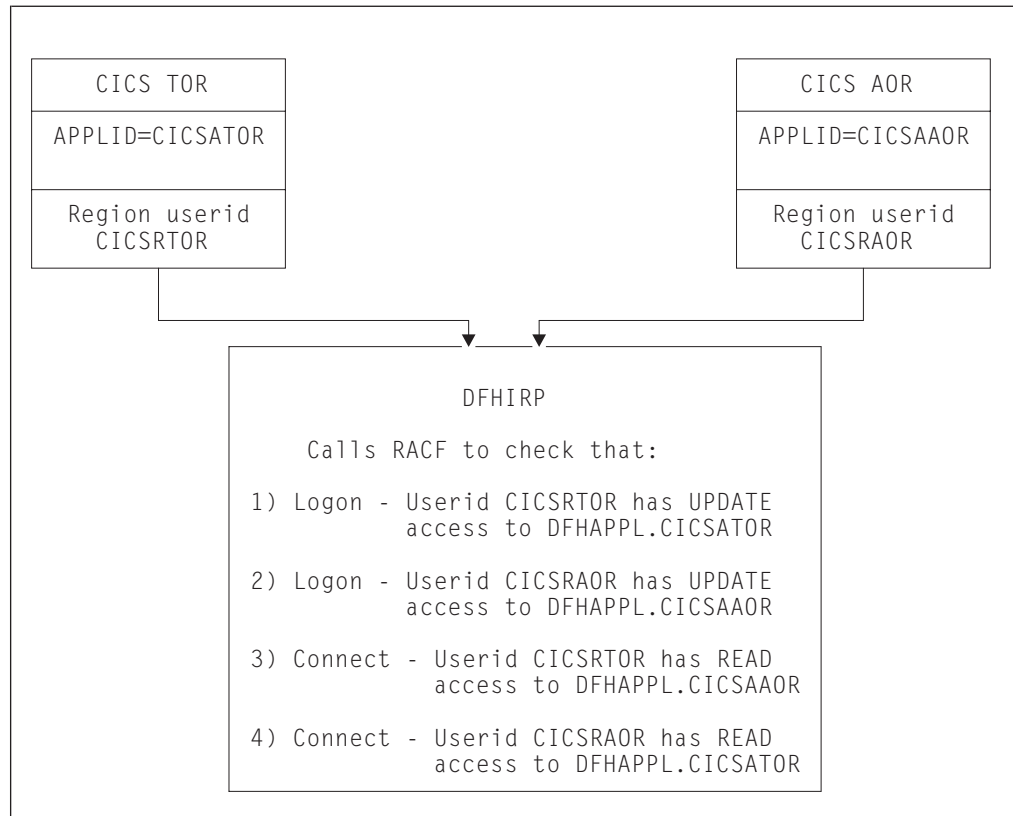 CICS TOR
APPLID=CICSATOR
Region userid
CICSRTOR
CICS AOR
APPLID=CICSAAOR
Region userid
CICSRAOR
DFHIRP
Calls RACF to check that:
1) Logon - Userid CICSRTOR has UPDATE
access to DFHAPPL.CICSATOR
2) Logon - Userid CICSRAOR has UPDATE
access to DFHAPPL.CICSAAOR
3) Connect - Userid CICSRTOR has READ
access to DFHAPPL.CICSAAOR
4) Connect - Userid CICSRAOR has READ
access to DFHAPPL.CICSATOR